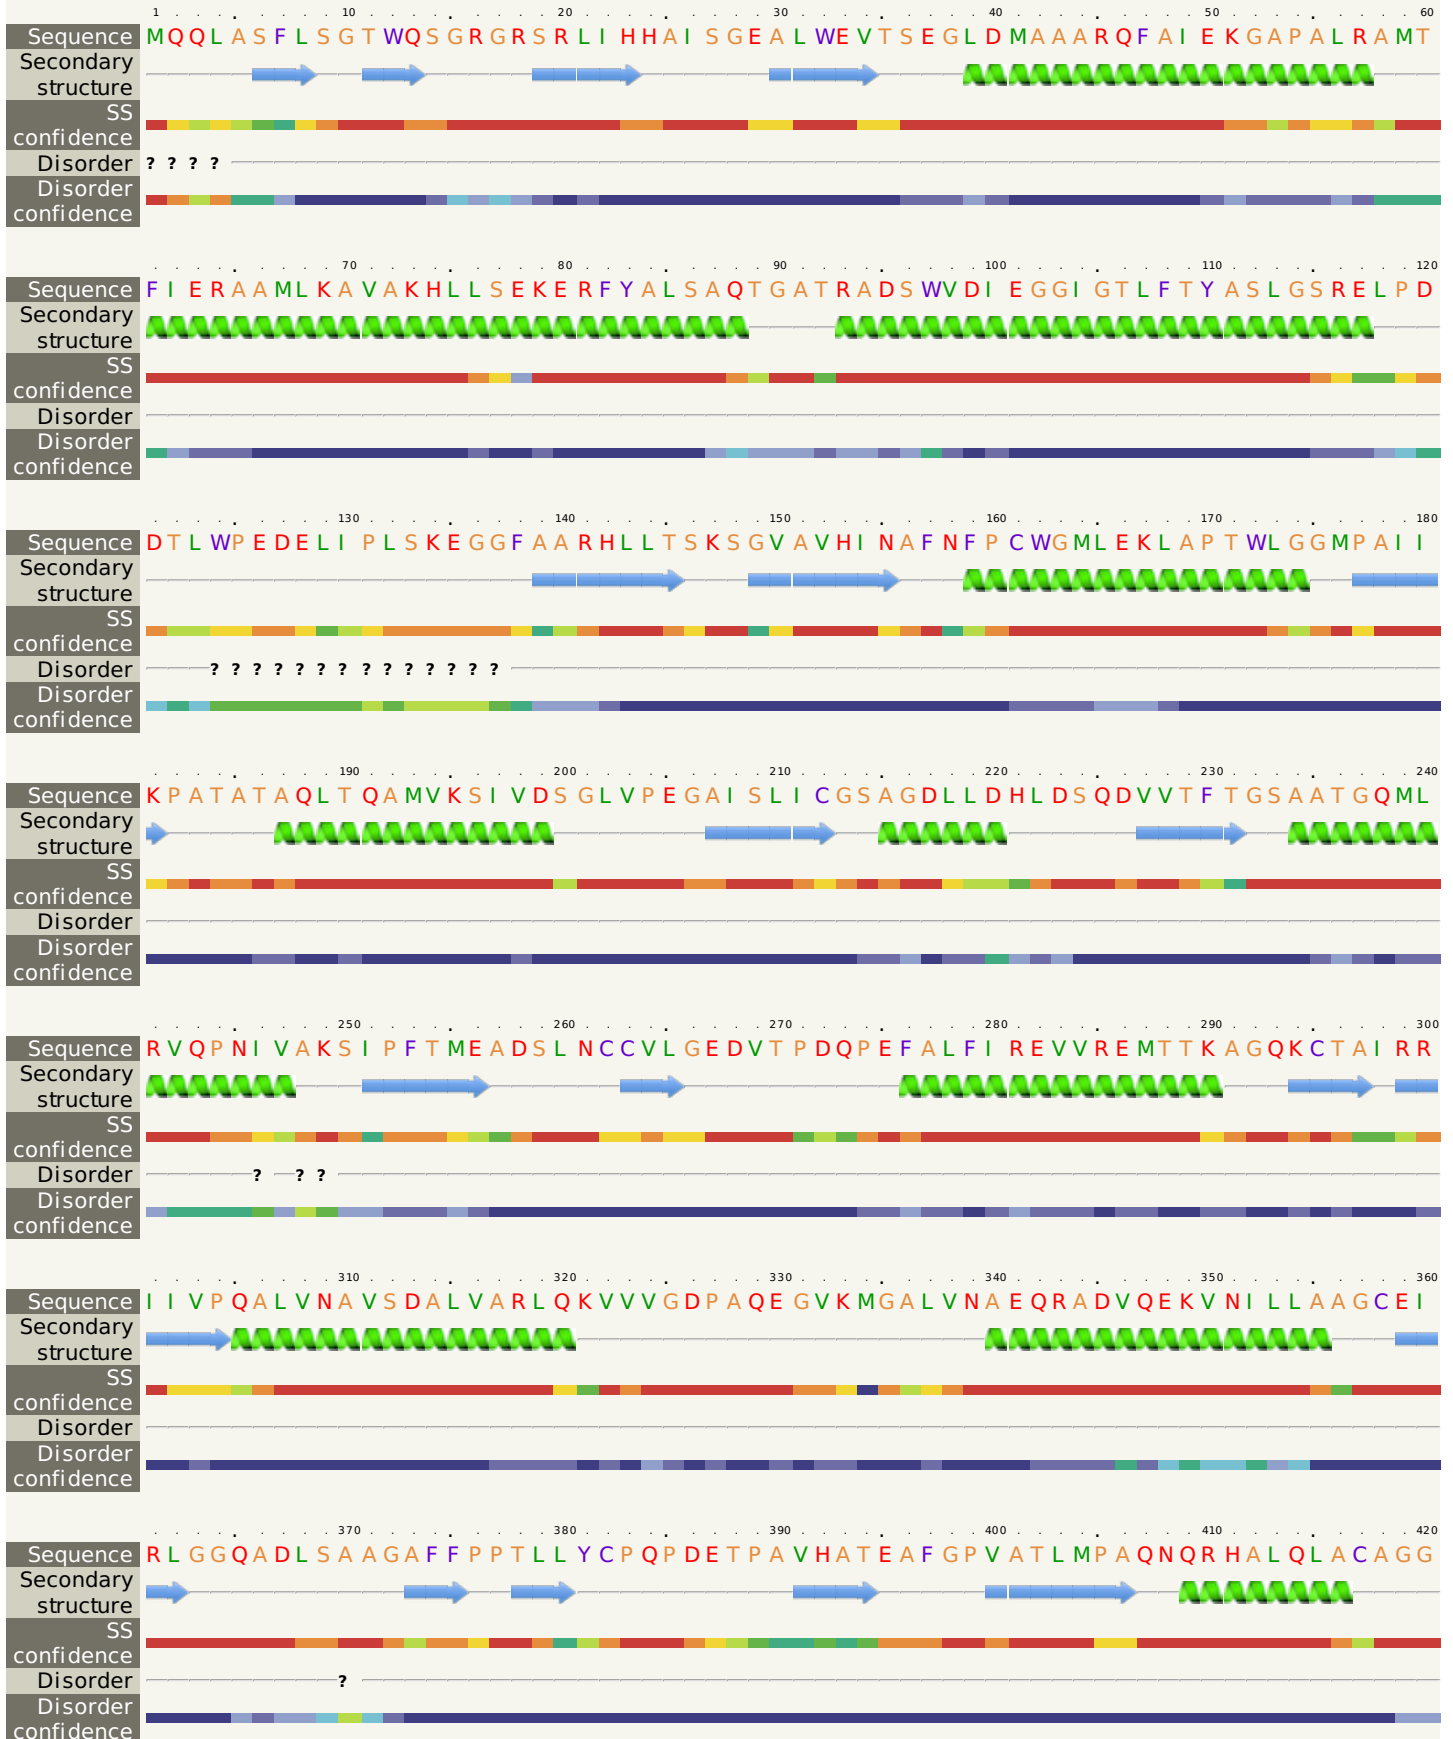 1 . . . . . . . 10 . . . . . . . . 20 . . . . . . . . 30 . . . . . . . . 40 . . . . . . . . 50 . . . . . . . . 60
Sequence MQQLASFLSGTWQSGRGRSRLIHHAISGEALWEVTSEGLDMAAARQFAIEKGAPALRAMT
Secondary
structure
SS
confidence
Disorder ? ? ? ?
Disorder
confidence
. . . . . . . . 70 . . . . . . . . 80 . . . . . . . . 90 . . . . . . . . 100 . . . . . . . . 110 . . . . . . . . 120
Sequence FIERAAMLKAVAKHLLSEKERFYALSAQTGATRADSWVDIEGGIGTLFTYASLGSRELPD
Secondary
structure
SS
confidence
Disorder
Disorder
confidence
. . . . . . . . 130 . . . . . . . . 140 . . . . . . . . 150 . . . . . . . . 160 . . . . . . . . 170 . . . . . . . . 180
Sequence DTLWPEDELIPLSKEGGFAARHLLTSKSGVAVHINAFNFPCWGMLEKLAPTWLGGMPAII
Secondary
structure
SS
confidence
Disorder ? ? ? ? ? ? ? ? ? ? ? ? ? ?
Disorder
confidence
. . . . . . . . 190 . . . . . . . . 200 . . . . . . . . 210 . . . . . . . . 220 . . . . . . . . 230 . . . . . . . . 240
Sequence KPATATAQLTQAMVKSIVDSGLVPEGAISLICGSAGDLLDHLDSQDVVTFTGSAATGQML
Secondary
structure
SS
confidence
Disorder
Disorder
confidence
. . . . . . . . 250 . . . . . . . . 260 . . . . . . . . 270 . . . . . . . . 280 . . . . . . . . 290 . . . . . . . . 300
Sequence RVQPNIVAKSIPFTMEADSLNCCVLGEDVTPDQPEFALFIREVVREMTTKAGQKCTAIRR
Secondary
structure
SS
confidence
Disorder ? ? ?
Disorder
confidence
. . . . . . . . 310 . . . . . . . . 320 . . . . . . . . 330 . . . . . . . . 340 . . . . . . . . 350 . . . . . . . . 360
Sequence IIVPQALVNAVSDALVARLQKVVVGDPAQEGVKMGALVNAEQRADVQEKVNILLAAGCEI
Secondary
structure
SS
confidence
Disorder
Disorder
confidence
. . . . . . . . 370 . . . . . . . . 380 . . . . . . . . 390 . . . . . . . . 400 . . . . . . . . 410 . . . . . . . . 420
Sequence RLGGQADLSAAGAFFPPTLLYCPQPDETPAVHATEAFGPVATLMPAQNQRHALQLACAGG
Secondary
structure
SS
confidence
Disorder ?
Disorder
confidence